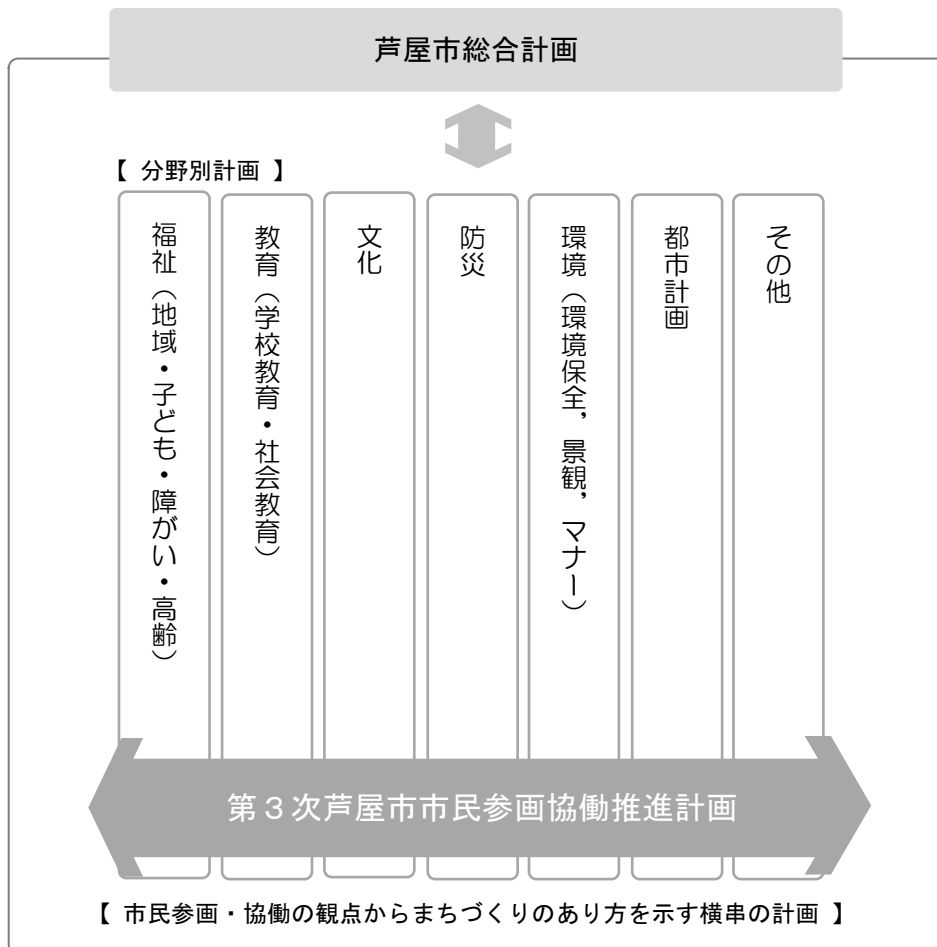 芦屋市総合計画
【 分野別計画 】
福祉（地域・子ども・障がい・高齢）
教育（学校教育・社会教育）
文化
防災
環境（環境保全，景観，マナー）
都市計画
その他
第３次芦屋市市民参画協働推進計画
【 市民参画・協働の観点からまちづくりのあり方を示す横串の計画 】